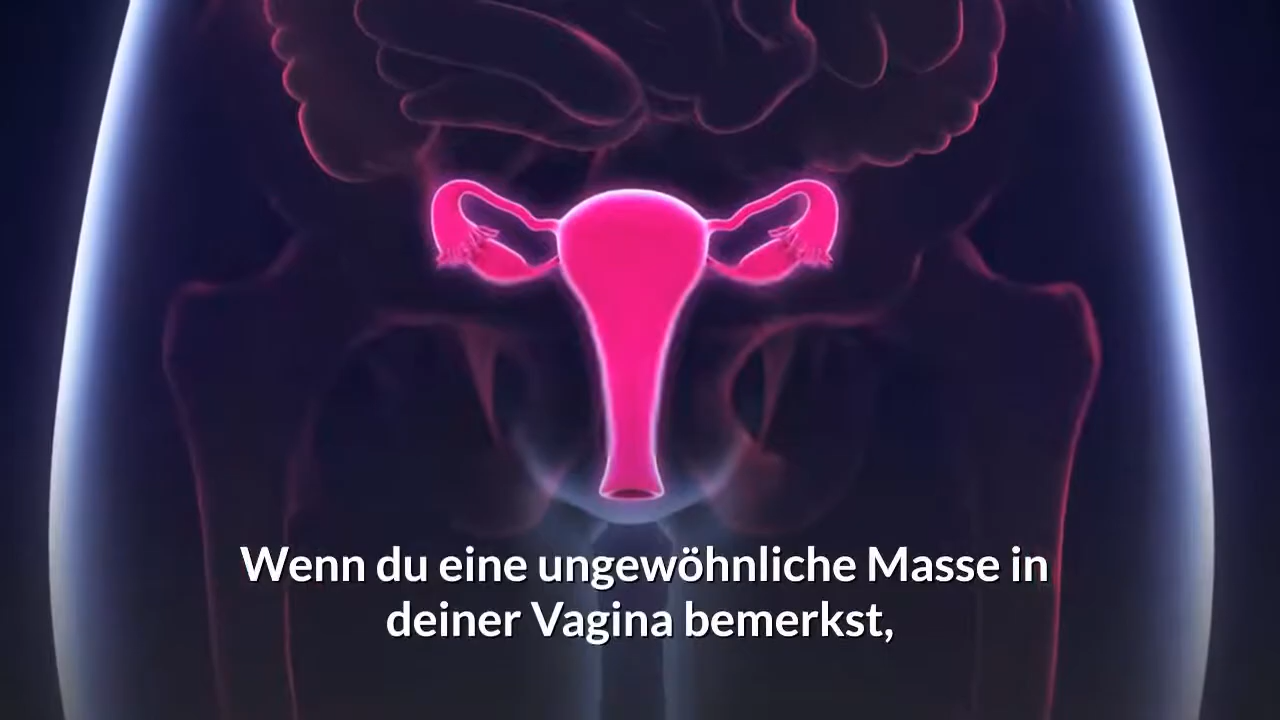 Wenn du eine ungewöhnliche Masse in
deiner Vagina bemerkst,